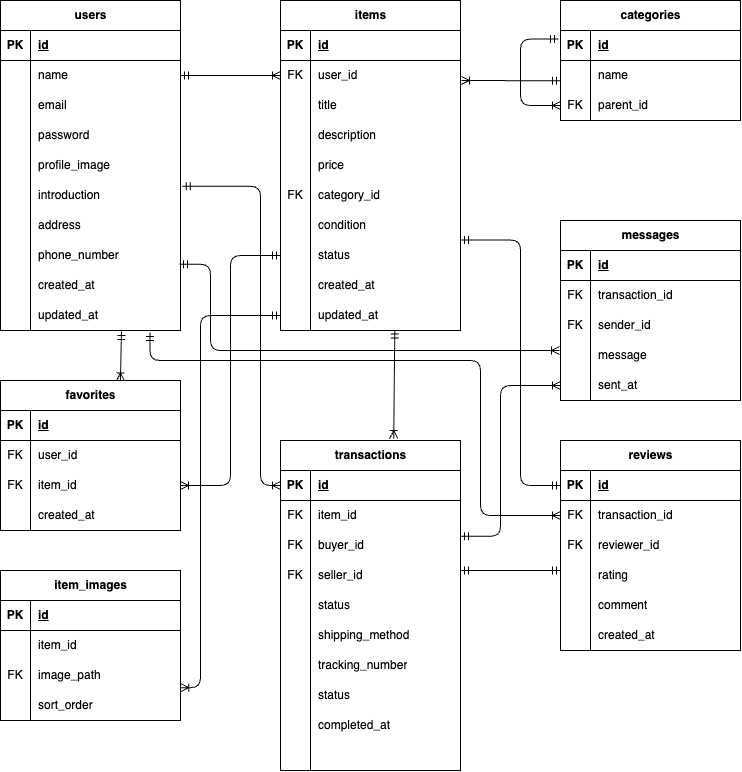 users
PK id
name
email
password
profile_image
introduction
address
phone_number
created_at
updated_at
items
PK id
FK user_id
title
description
price
FK category_id
condition
status
created_at
updated_at
categories
PK id
name
FK parent_id
messages
PK id
FK transaction_id
FK sender_id
message
sent_at
favorites
PK id
FK user_id
FK item_id
created_at
transactions
PK id
FK item_id
FK buyer_id
FK seller_id
status
shipping_method
tracking_number
status
completed_at
reviews
PK id
FK transaction_id
FK reviewer_id
rating
comment
created_at
item_images
PK id
item_id
FK image_path
sort_order